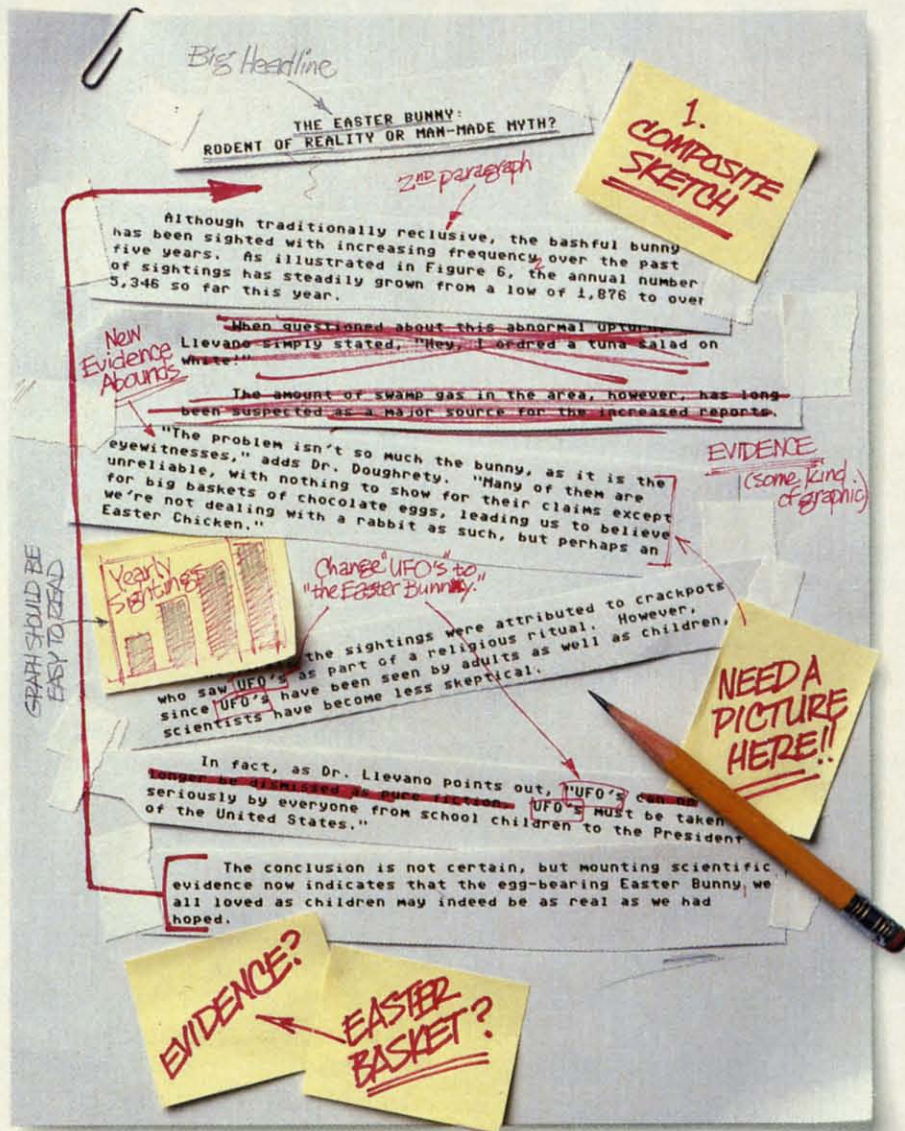 Big Headline
THE EASTER BUNNY:
RODENT OF REALITY OR MAN-MADE MYTH?
1.
COMPOSITE
SKETCH
2ND paragraph
Although traditionally reclusive, the bashful bunny
has been sighted with increasing frequency over the past
five years. As illustrated in Figure 6, the annual number
of sightings has steadily grown from a low of 1,876 to over
5,346 so far this year.
When questioned about this abnormal upturn,
Llevano simply stated, "Hey, I ordred a tuna salad on
white!"
New
Evidence
Abounds
The amount of swamp gas in the area, however, has long
been suspected as a major source for the increased reports.
"The problem isn't so much the bunny, as it is the
eyewitnesses," adds Dr. Doughrety. "Many of them are
unreliable, with nothing to show for their claims except
for big baskets of chocolate eggs, leading us to believe
we're not dealing with a rabbit as such, but perhaps an
Easter Chicken."
EVIDENCE
(some kind
of graphic)
GRAPH SHOULD BE
EASY TO READ
Yearly
Sightings
Change "UFO's" to
"the Easter Bunny."
the sightings were attributed to crackpots
who saw UFO's as part of a religious ritual. However,
since UFO's have been seen by adults as well as children,
scientists have become less skeptical.
NEED A
PICTURE
HERE!!
In fact, as Dr. Llevano points out, "UFO's can no
longer be dismissed as pure fiction. UFO's must be taken
seriously by everyone from school children to the President
of the United States."
The conclusion is not certain, but mounting scientific
evidence now indicates that the egg-bearing Easter Bunny, we
all loved as children may indeed be as real as we had
hoped.
EVIDENCE?
EASTER
BASKET?